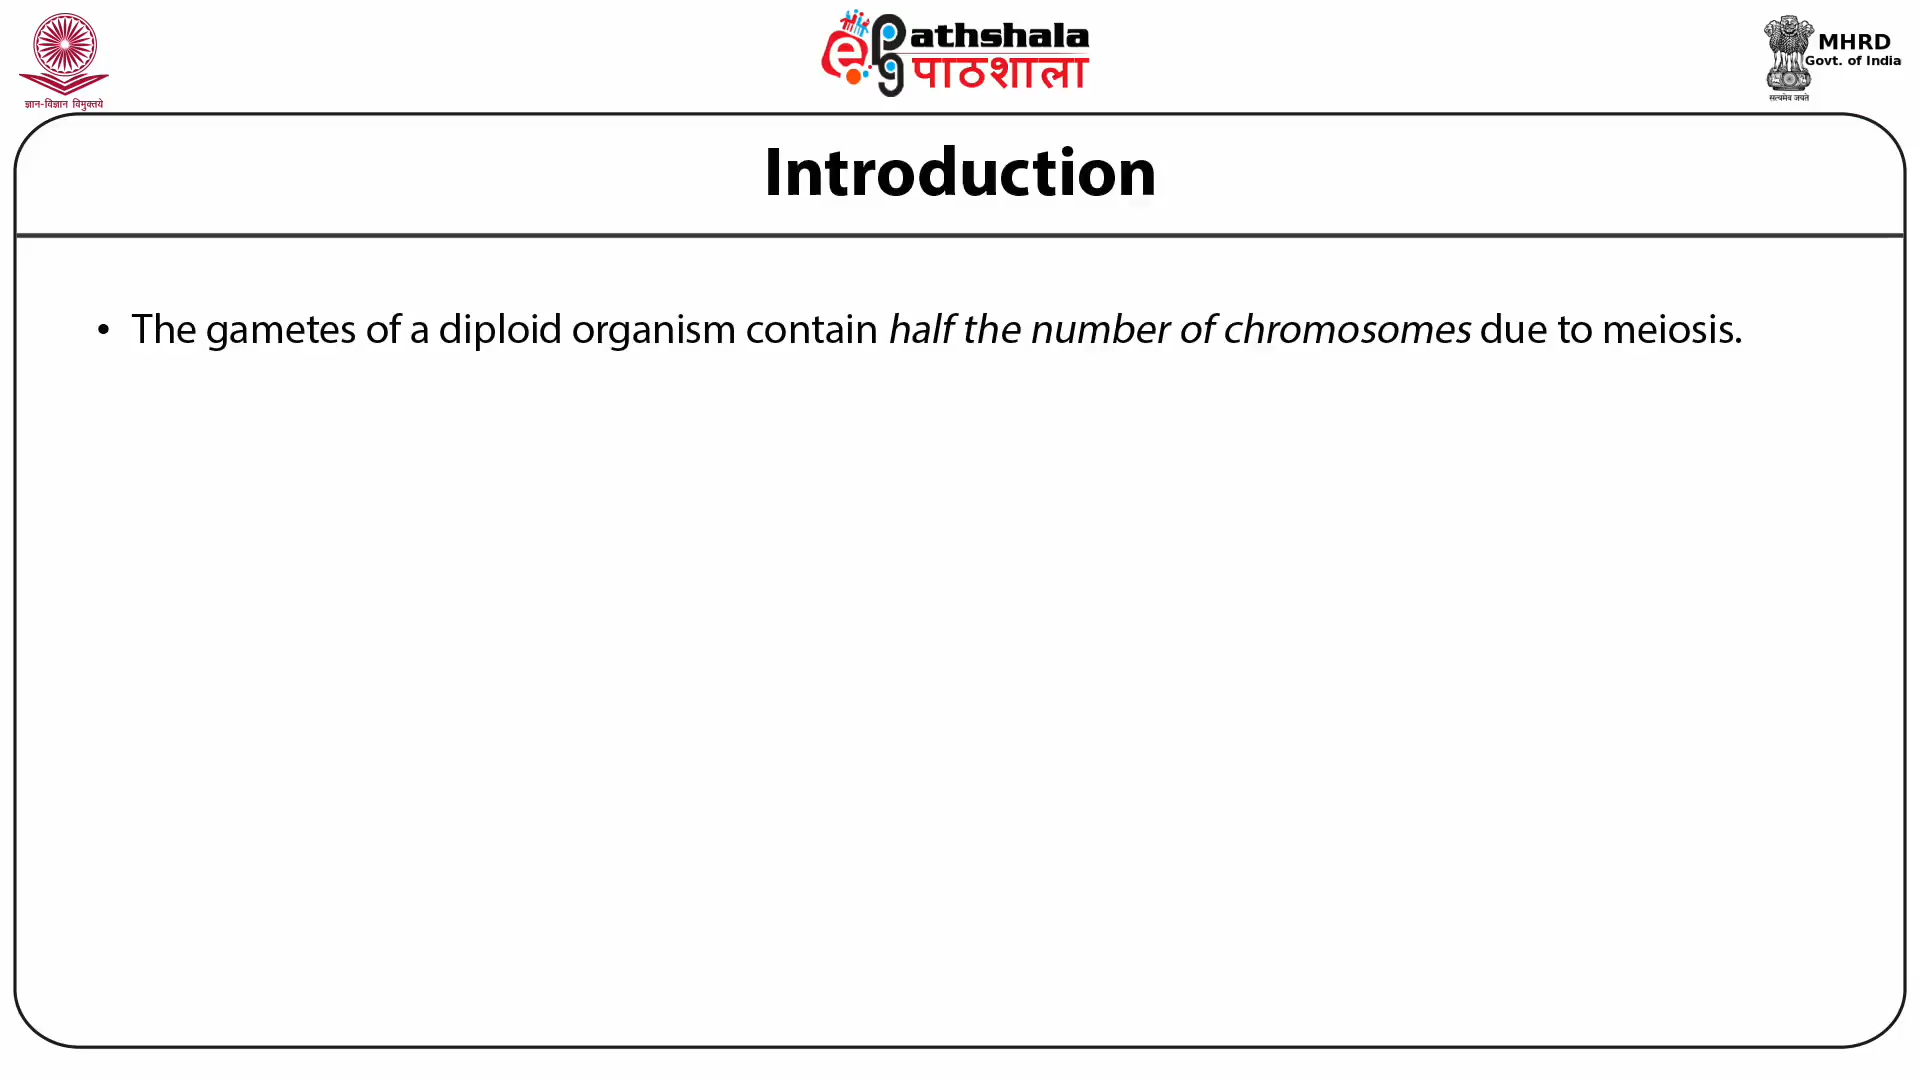 ज्ञान-विज्ञान विमुक्तये
ePG Pathshala
पाठशाला
MHRD
Govt. of India
सत्यमेव जयते
Introduction
• The gametes of a diploid organism contain half the number of chromosomes due to meiosis.